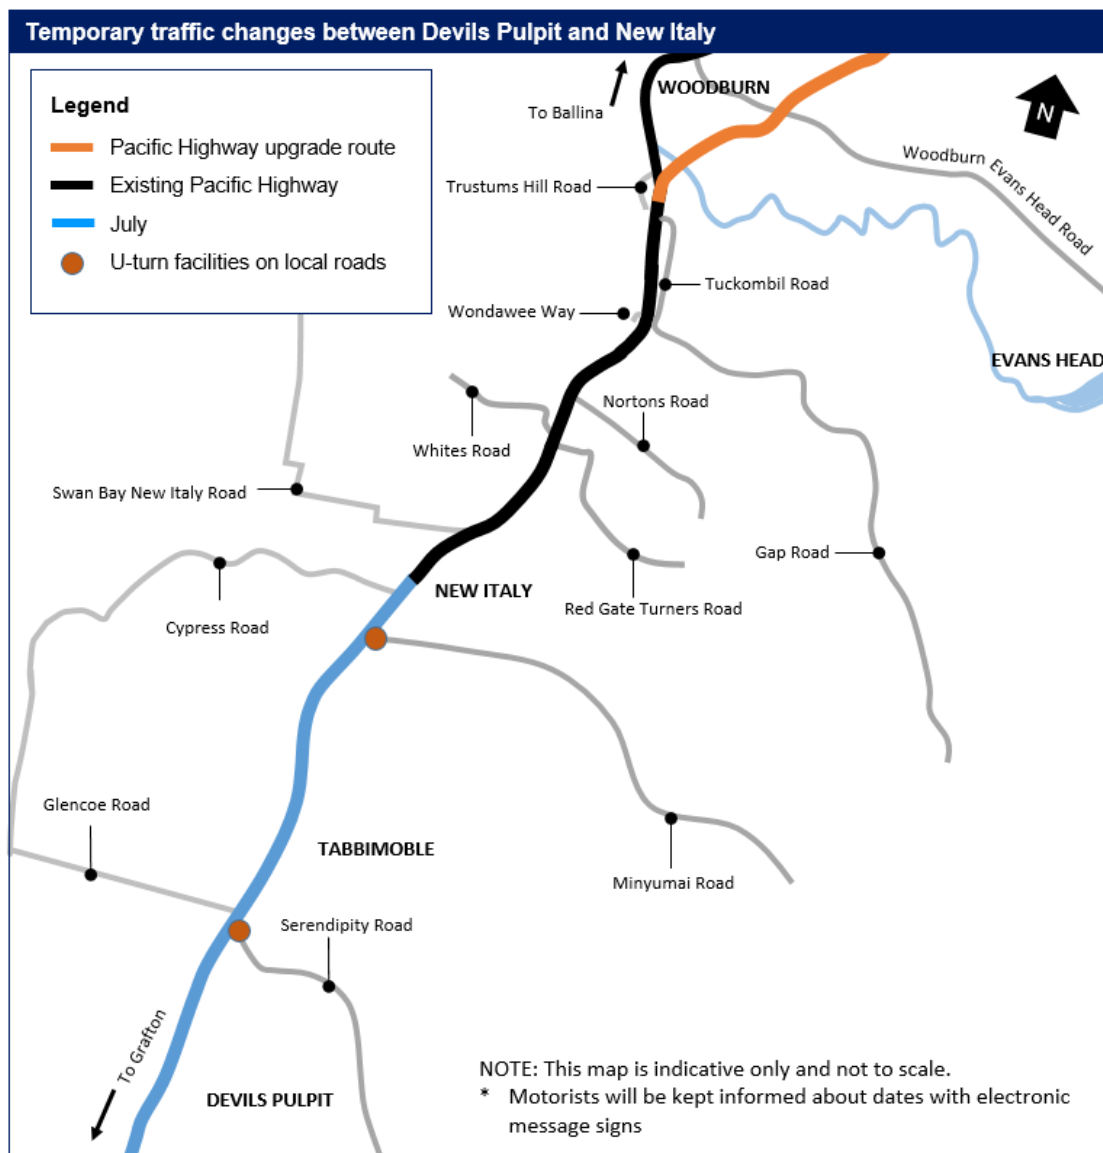 Temporary traffic changes between Devils Pulpit and New Italy
Legend
Pacific Highway upgrade route
Existing Pacific Highway
July
U-turn facilities on local roads
WOODBURN
To Ballina
N
Woodburn Evans Head Road
Trustums Hill Road
Tuckombil Road
Wondawee Way
EVANS HEAD
Nortons Road
Whites Road
Swan Bay New Italy Road
Gap Road
NEW ITALY
Red Gate Turners Road
Cypress Road
Glencoe Road
TABBIMOBLE
Minyumai Road
Serendipity Road
To Grafton
DEVILS PULPIT
NOTE: This map is indicative only and not to scale.
* Motorists will be kept informed about dates with electronic
message signs